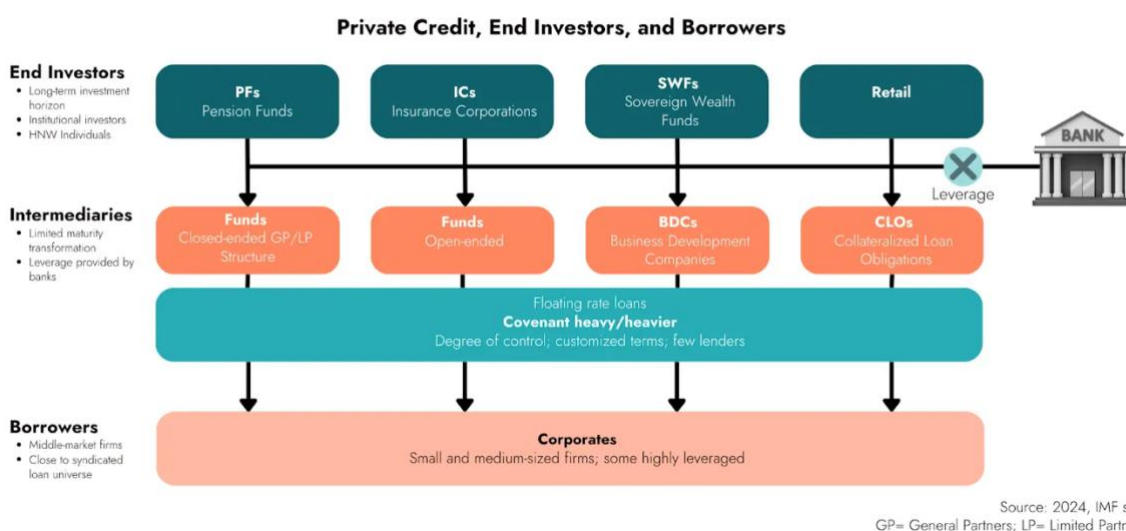 Private Credit, End Investors, and Borrowers
End Investors
• Long-term investment
horizon
• Institutional investors
• HNW Individuals
PFs
Pension Funds
ICs
Insurance Corporations
SWFs
Sovereign Wealth
Funds
Retail
BANK
Leverage
Intermediaries
• Limited maturity
transformation
• Leverage provided by
banks
Funds
Closed-ended GP/LP
Structure
Funds
Open-ended
BDCs
Business Development
Companies
CLOs
Collateralized Loan
Obligations
Floating rate loans
Covenant heavy/heavier
Degree of control; customized terms; few lenders
Borrowers
• Middle-market firms
• Close to syndicated
loan universe
Corporates
Small and medium-sized firms; some highly leveraged
Source: 2024, IMF
GP= General Partners; LP= Limited